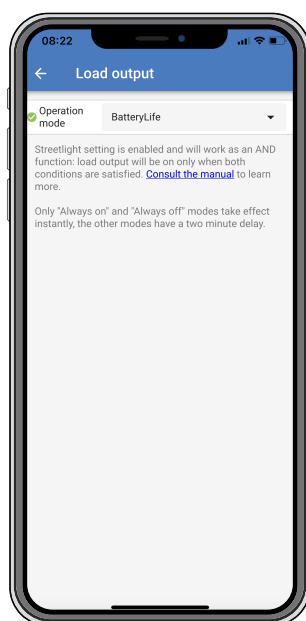 08:22
Load output
Operation
mode
BatteryLife
Streetlight setting is enabled and will work as an AND
function: load output will be on only when both
conditions are satisfied. Consult the manual to learn
more.
Only "Always on" and "Always off" modes take effect
instantly, the other modes have a two minute delay.